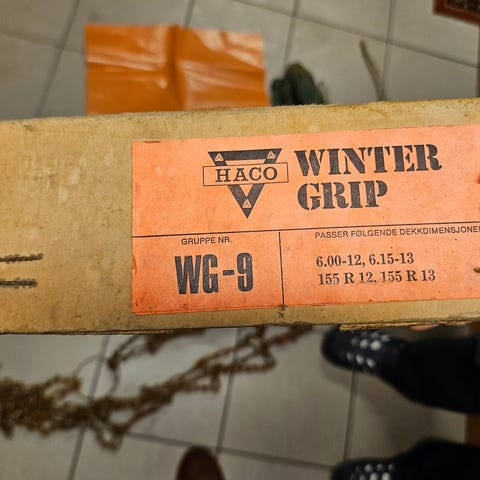 HACO
WINTER
GRIP
GRUPPE NR.
WG-9
PASSER FØLGENDE DEKKDIMENSJONE
6.00-12, 6.15-13
155 R 12, 155 R 13